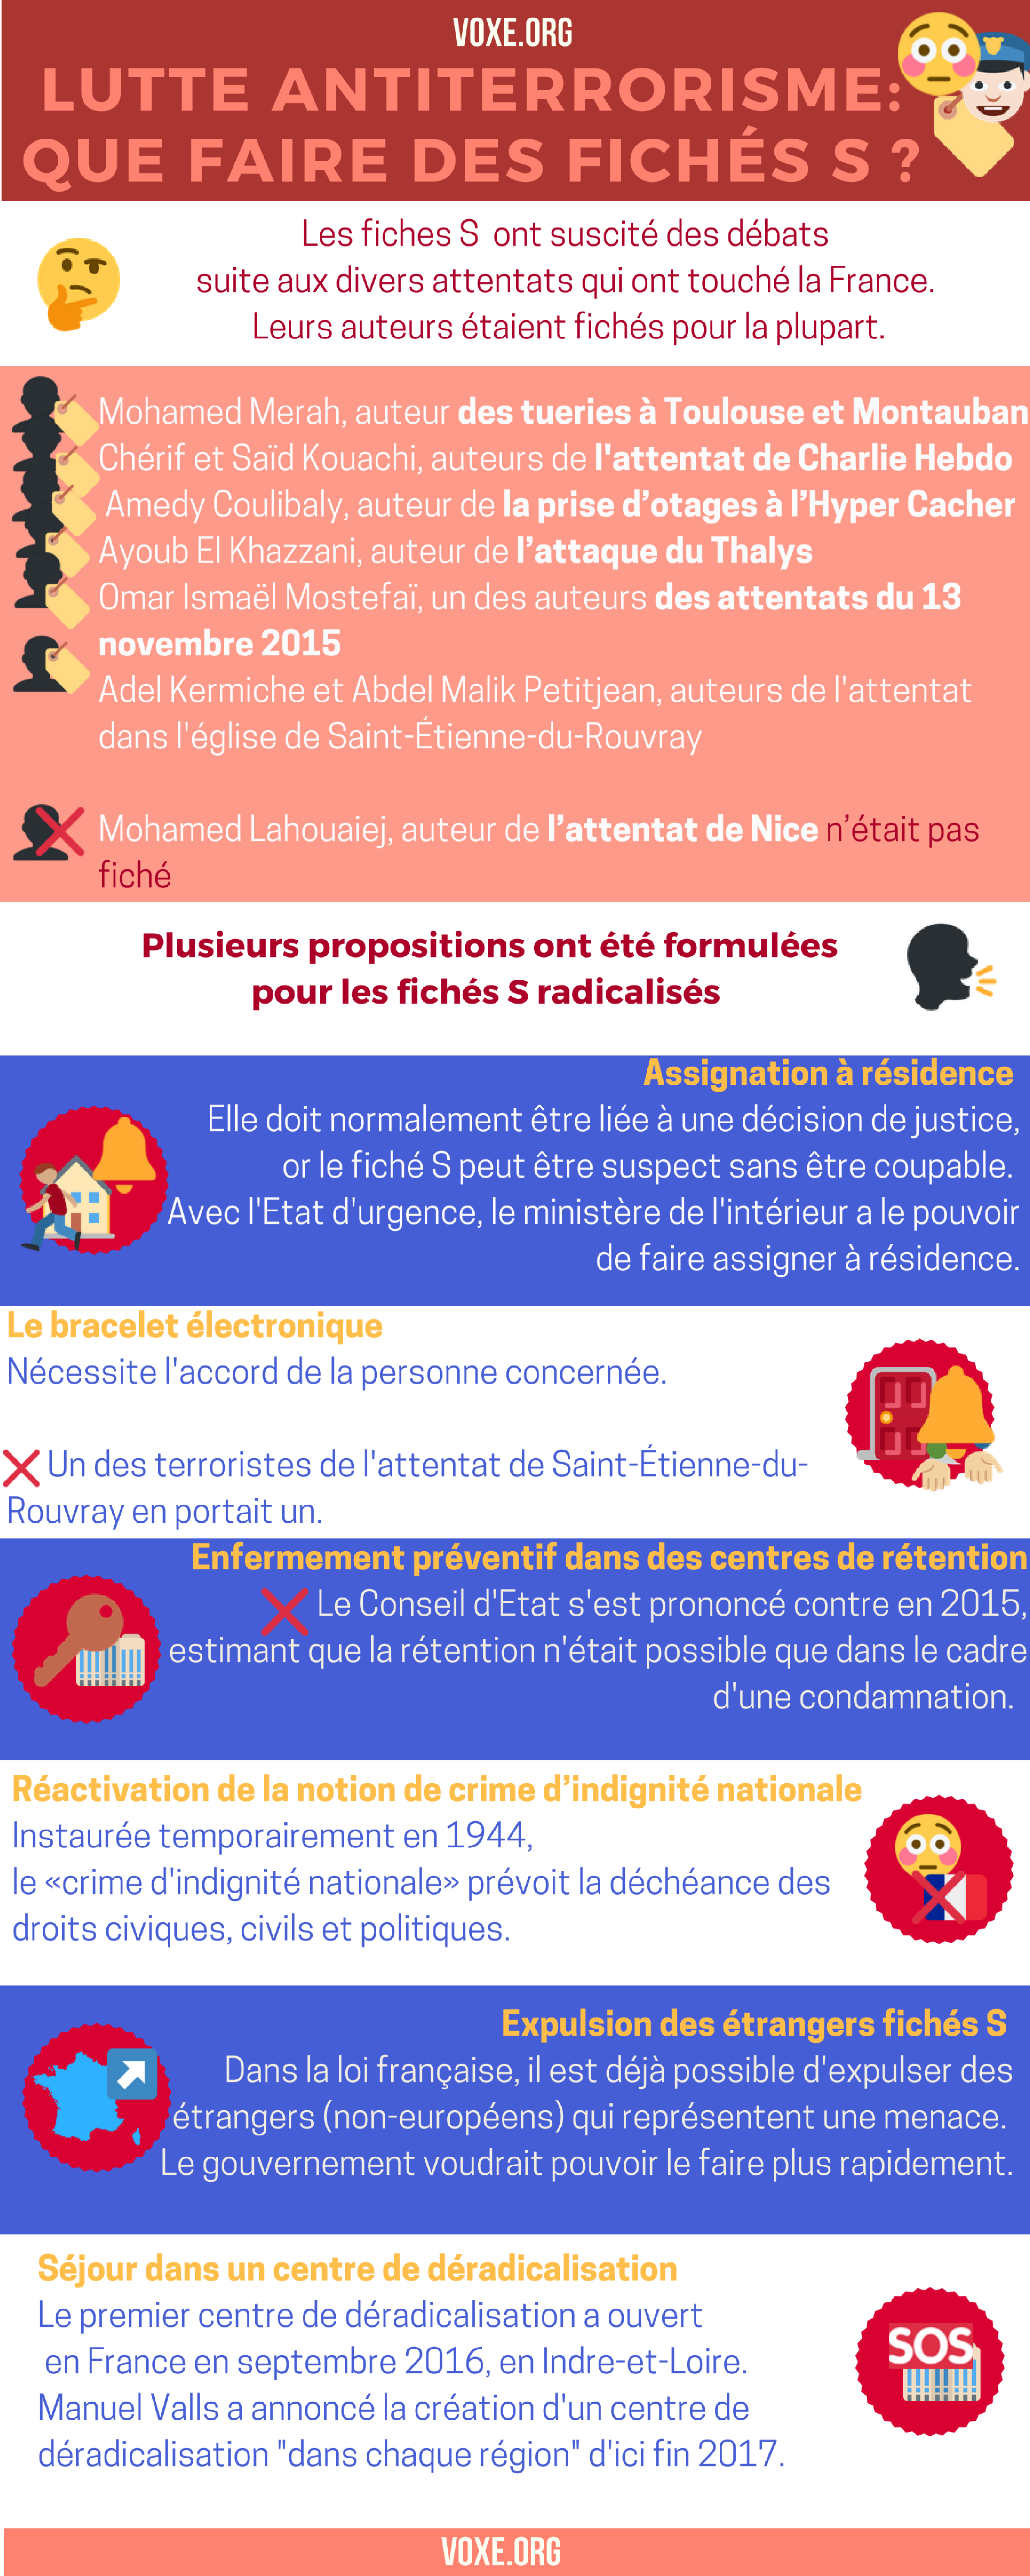 VOXE.ORG
LUTTE ANTITERRORISME:
QUE FAIRE DES FICHÉS S ?
Les fiches S ont suscité des débats
suite aux divers attentats qui ont touché la France.
Leurs auteurs étaient fichés pour la plupart.
Mohamed Merah, auteur des tueries à Toulouse et Montauban
Chérif et Saïd Kouachi, auteurs de l'attentat de Charlie Hebdo
Amedy Coulibaly, auteur de la prise d’otages à l’Hyper Cacher
Ayoub El Khazzani, auteur de l’attaque du Thalys
Omar Ismaël Mostefaï, un des auteurs des attentats du 13
novembre 2015
Adel Kermiche et Abdel Malik Petitjean, auteurs de l'attentat
dans l'église de Saint-Étienne-du-Rouvray
Mohamed Lahouaiej, auteur de l’attentat de Nice n’était pas
fiché
Plusieurs propositions ont été formulées
pour les fichés S radicalisés
Assignation à résidence
Elle doit normalement être liée à une décision de justice,
or le fiché S peut être suspect sans être coupable.
Avec l'Etat d'urgence, le ministère de l'intérieur a le pouvoir
de faire assigner à résidence.
Le bracelet électronique
Nécessite l'accord de la personne concernée.
Un des terroristes de l'attentat de Saint-Étienne-du-
Rouvray en portait un.
Enfermement préventif dans des centres de rétention
Le Conseil d'Etat s'est prononcé contre en 2015,
estimant que la rétention n'était possible que dans le cadre
d'une condamnation.
Réactivation de la notion de crime d’indignité nationale
Instaurée temporairement en 1944,
le «crime d'indignité nationale» prévoit la déchéance des
droits civiques, civils et politiques.
Expulsion des étrangers fichés S
Dans la loi française, il est déjà possible d'expulser des
étrangers (non-européens) qui représentent une menace.
Le gouvernement voudrait pouvoir le faire plus rapidement.
Séjour dans un centre de déradicalisation
Le premier centre de déradicalisation a ouvert
en France en septembre 2016, en Indre-et-Loire.
Manuel Valls a annoncé la création d'un centre de
déradicalisation "dans chaque région" d'ici fin 2017.
SOS
VOXE.ORG